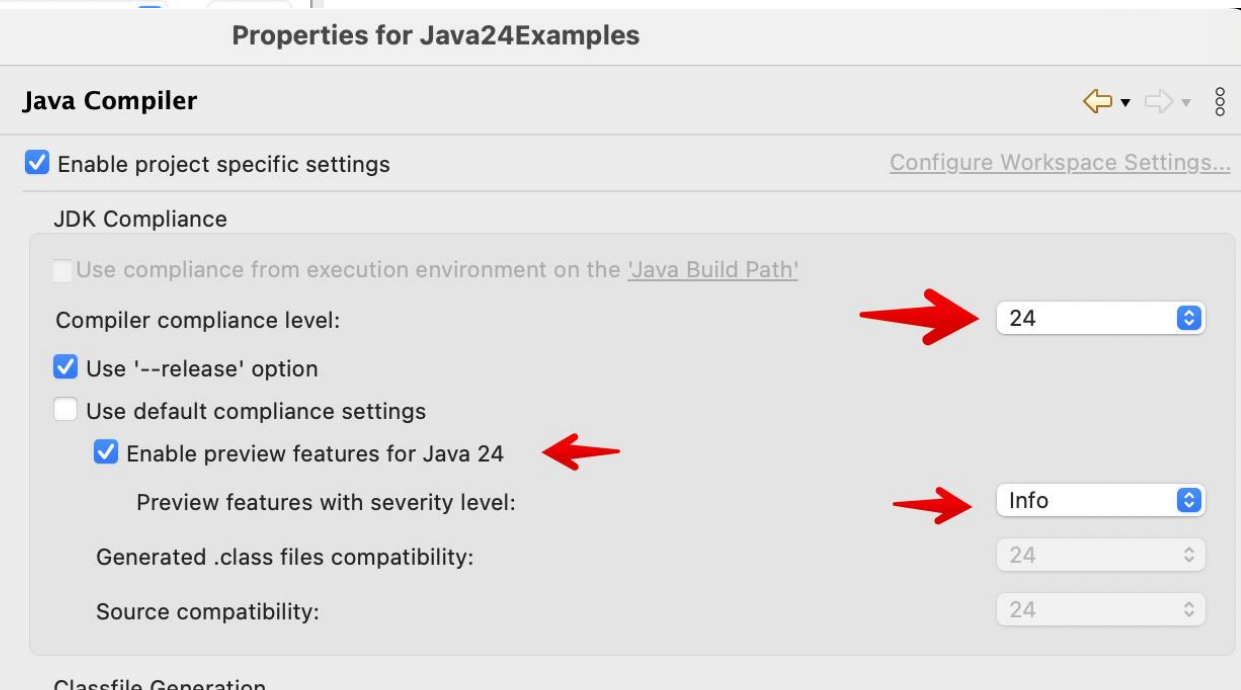 Properties for Java24Examples
Java Compiler
Enable project specific settings
Configure Workspace Settings...
JDK Compliance
Use compliance from execution environment on the 'Java Build Path'
Compiler compliance level:
24
Use '--release' option
Use default compliance settings
Enable preview features for Java 24
Preview features with severity level:
Info
Generated .class files compatibility:
24
Source compatibility:
24
Classfile Generation